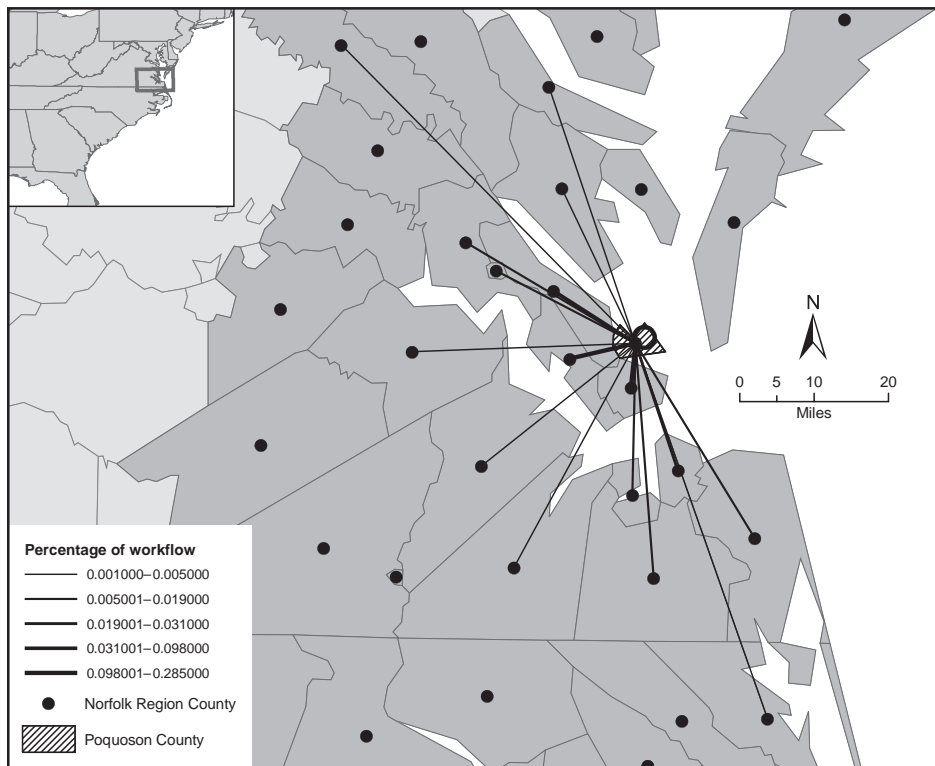 N
0 5 10 20
Miles
Percentage of workflow
0.001000–0.005000
0.005001–0.019000
0.019001–0.031000
0.031001–0.098000
0.098001–0.285000
Norfolk Region County
Poquoson County